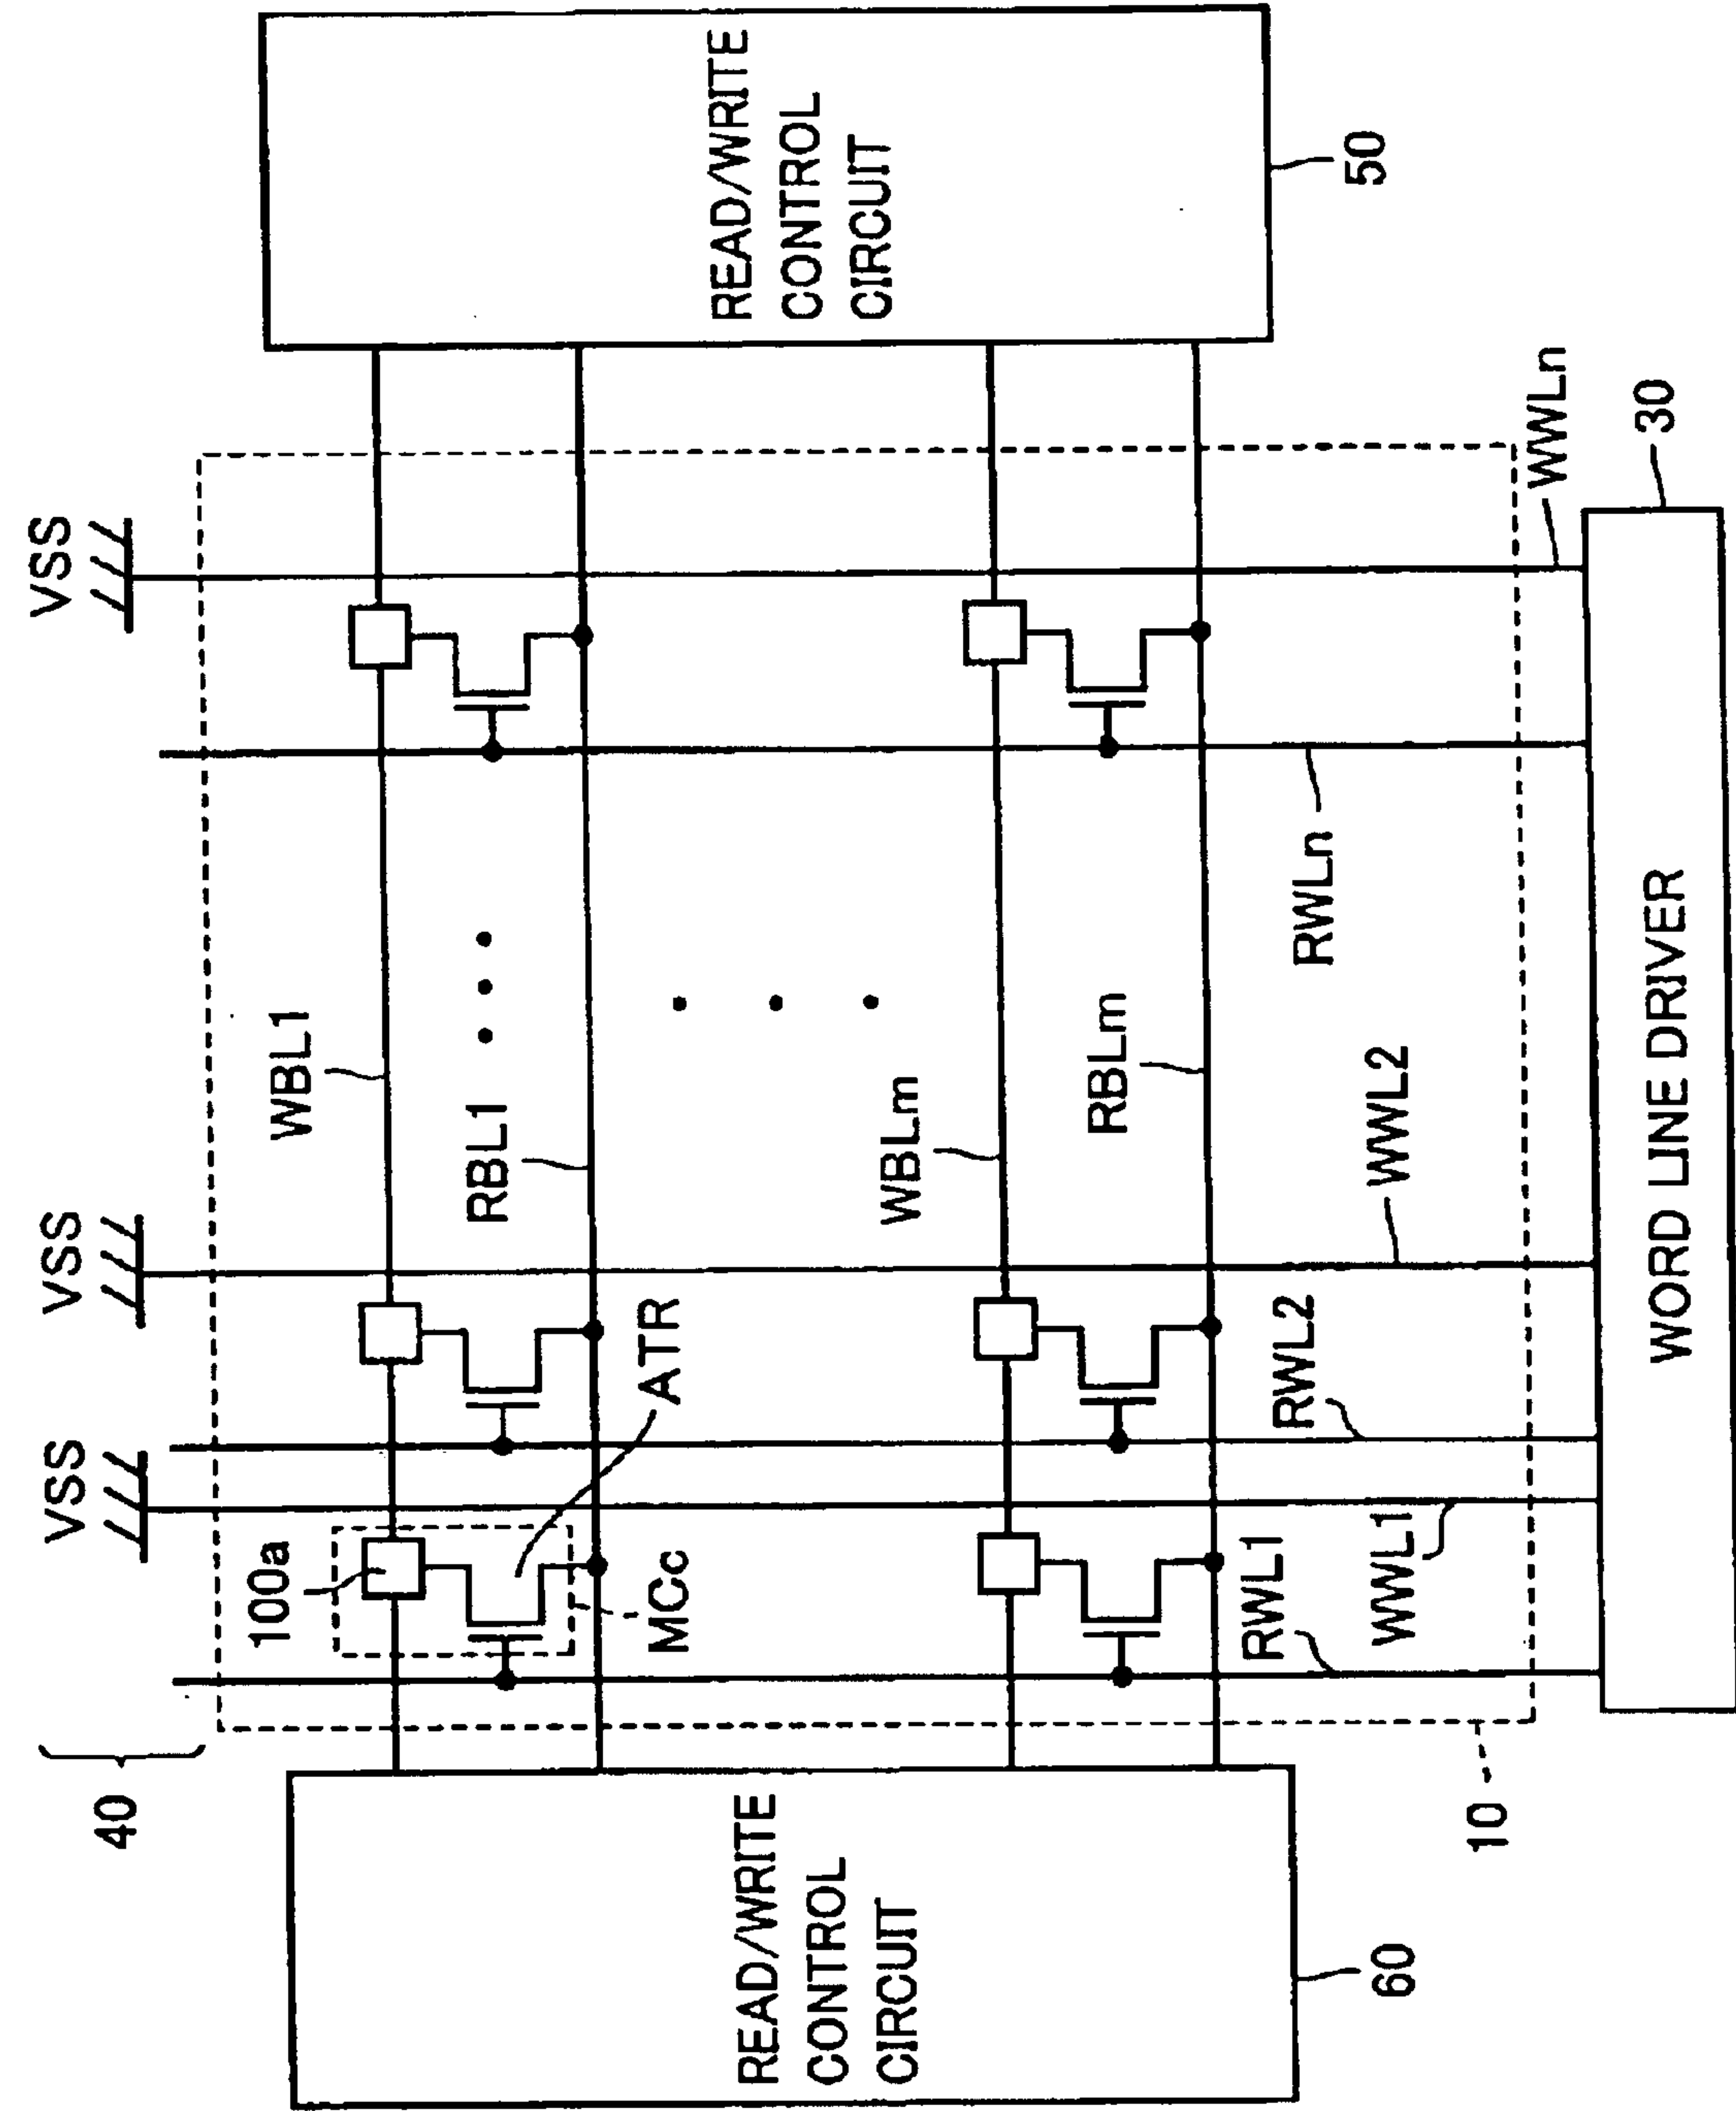 READ/WRITE
CONTROL
CIRCUIT
50
VSS
VSS
VSS
40
WBL1
RBL1
WBLm
RBLm
100a
ATR
MCc
RWL1
WWL1
RWL2
WWL2
RWLn
WWLn
30
WORD LINE DRIVER
10
READ/WRITE
CONTROL
CIRCUIT
60